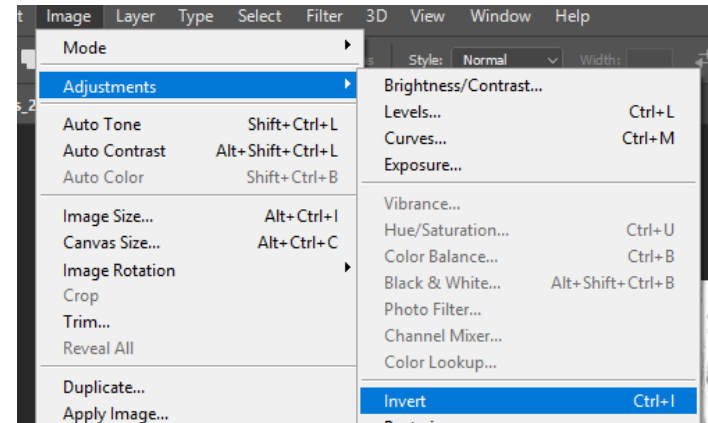 t Image Layer Type Select Filter 3D View Window Help
Style: Normal Width:
s_2
Mode
Adjustments
Auto Tone Shift+Ctrl+L
Auto Contrast Alt+Shift+Ctrl+L
Auto Color Shift+Ctrl+B
Image Size... Alt+Ctrl+I
Canvas Size... Alt+Ctrl+C
Image Rotation
Crop
Trim...
Reveal All
Duplicate...
Apply Image...
Brightness/Contrast...
Levels... Ctrl+L
Curves... Ctrl+M
Exposure...
Vibrance...
Hue/Saturation... Ctrl+U
Color Balance... Ctrl+B
Black & White... Alt+Shift+Ctrl+B
Photo Filter...
Channel Mixer...
Color Lookup...
Invert Ctrl+I